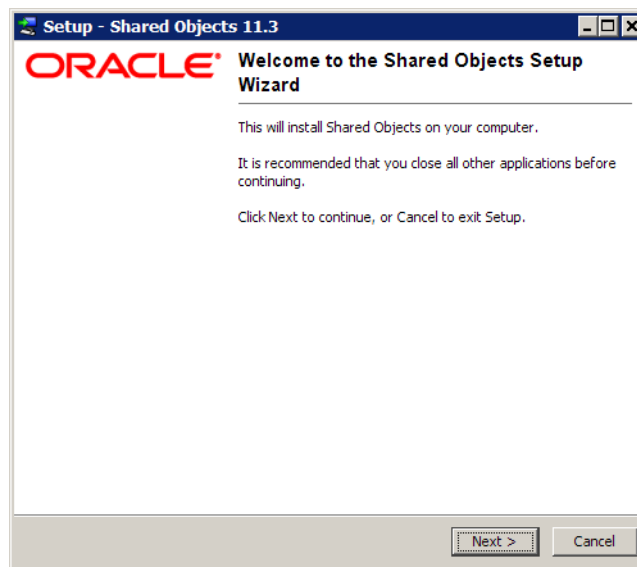 Setup - Shared Objects 11.3
ORACLE
Welcome to the Shared Objects Setup
Wizard
This will install Shared Objects on your computer.
It is recommended that you close all other applications before
continuing.
Click Next to continue, or Cancel to exit Setup.
Next >
Cancel